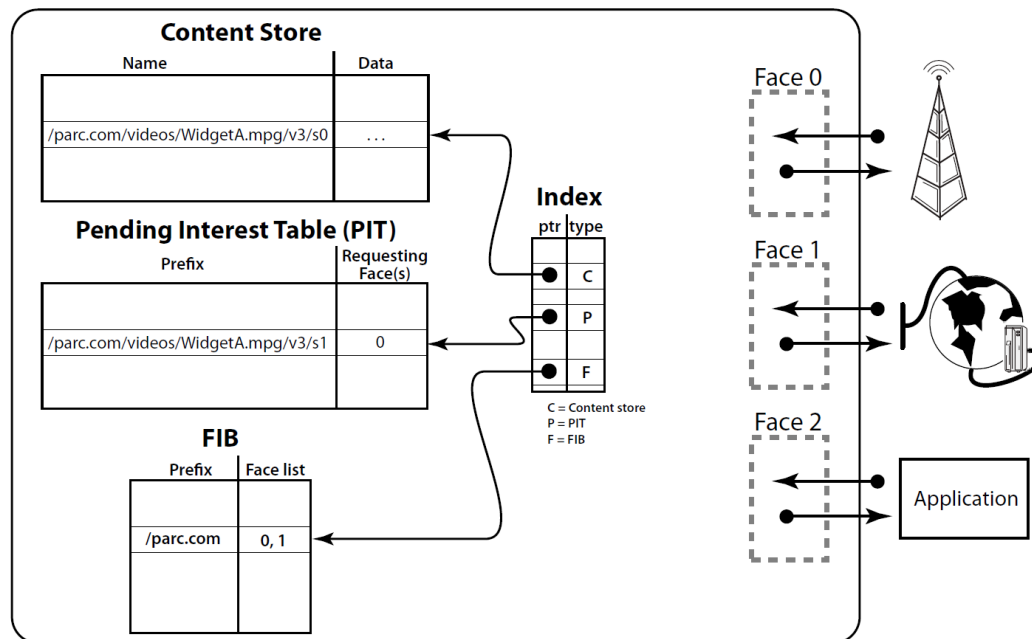 Content Store
Name Data
/parc.com/videos/WidgetA.mpg/v3/s0 ...
Pending Interest Table (PIT)
Prefix Requesting
Face(s)
/parc.com/videos/WidgetA.mpg/v3/s1 0
FIB
Prefix Face list
/parc.com 0, 1
Index
ptr type
C
P
F
C = Content store
P = PIT
F = FIB
Face 0
Face 1
Face 2
Application